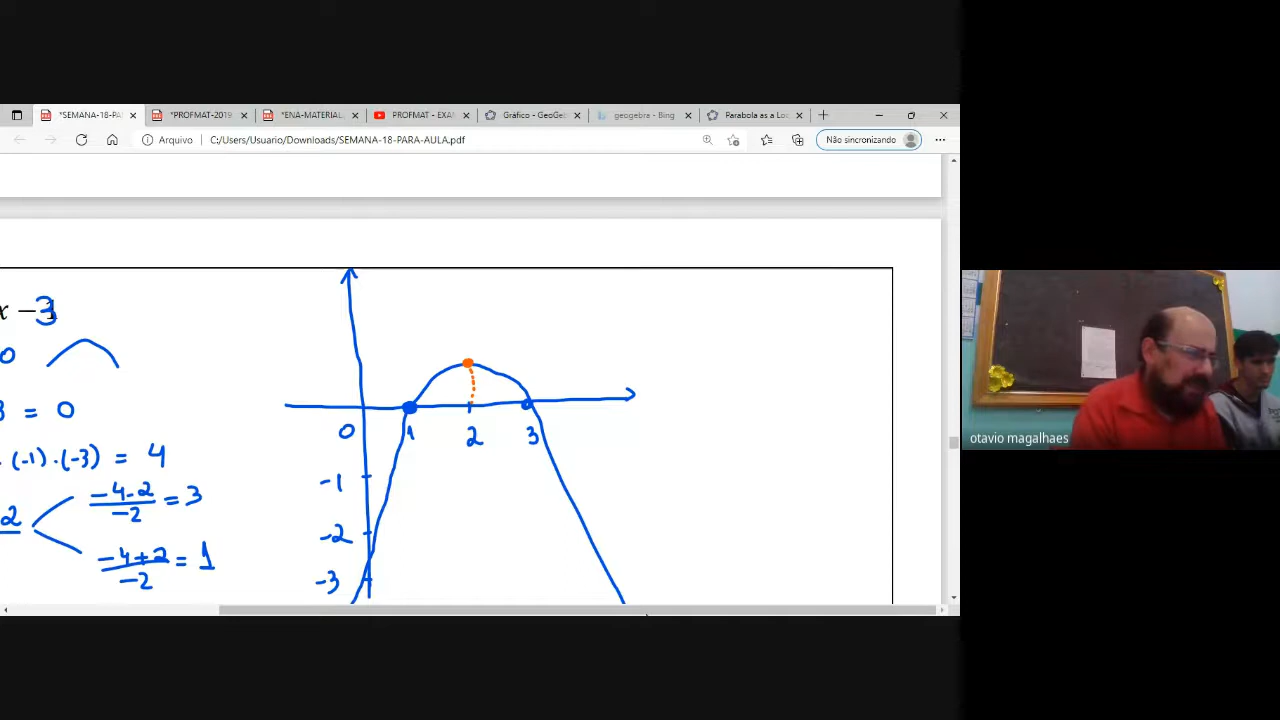 *SEMANA-18-PA
*PROFMAT-2019
*ENA-MATERIAL
PROFMAT - EXA
Gráfico - GeoGe
geogebra - Bing
Parabola as a Lo
Arquivo
C:/Users/Usuario/Downloads/SEMANA-18-PARA-AULA.pdf
Não sincronizando
x - 3
0
= 0
· (-1) · (-3) = 4
2
-4-2
-2
= 3
-4+2
-2
= 1
0 1 2 3
-1
-2
-3
otavio magalhaes